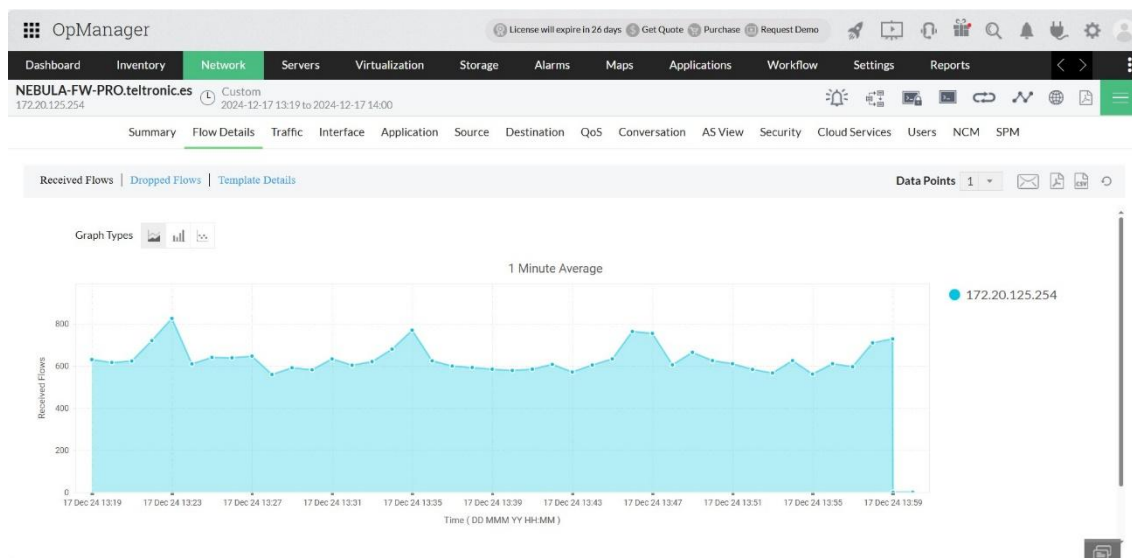 OpManager
License will expire in 26 days Get Quote Purchase Request Demo
Dashboard Inventory Network Servers Virtualization Storage Alarms Maps Applications Workflow Settings Reports
NEBULA-FW-PRO.teltronic.es
172.20.125.254
Custom
2024-12-17 13:19 to 2024-12-17 14:00
Summary Flow Details Traffic Interface Application Source Destination QoS Conversation AS View Security Cloud Services Users NCM SPM
Received Flows | Dropped Flows | Template Details
Data Points 1
CSV
Graph Types
1 Minute Average
172.20.125.254
800
600
400
200
0
Received Flows
17 Dec 24 13:19 17 Dec 24 13:23 17 Dec 24 13:27 17 Dec 24 13:31 17 Dec 24 13:35 17 Dec 24 13:39 17 Dec 24 13:43 17 Dec 24 13:47 17 Dec 24 13:51 17 Dec 24 13:55 17 Dec 24 13:59
Time ( DD MMM YY HH:MM )